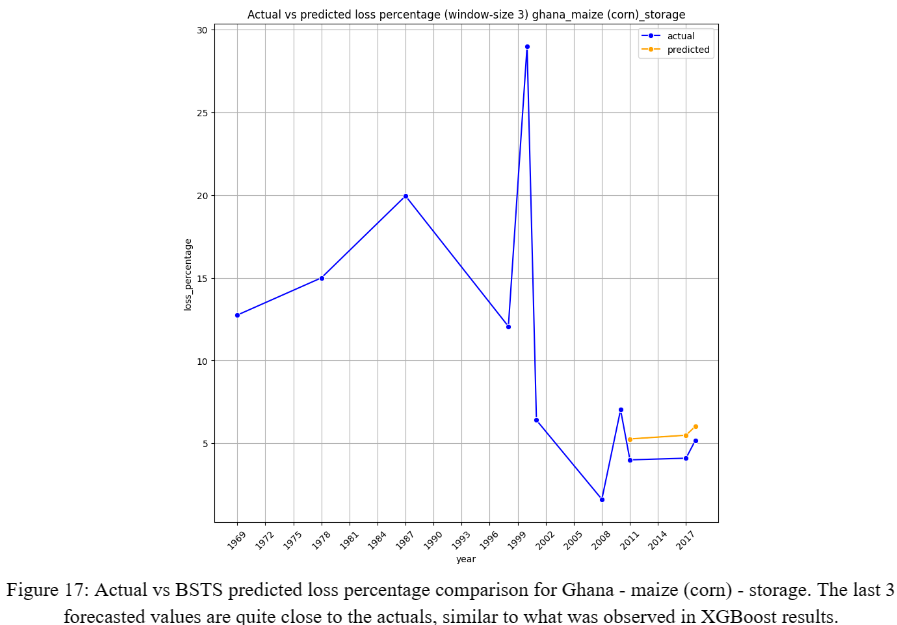 Actual vs predicted loss percentage (window-size 3) ghana_maize (corn)_storage
actual
predicted
30
25
20
15
10
5
loss_percentage
1969 1972 1975 1978 1981 1984 1987 1990 1993 1996 1999 2002 2005 2008 2011 2014 2017
year
Figure 17: Actual vs BSTS predicted loss percentage comparison for Ghana - maize (corn) - storage. The last 3
forecasted values are quite close to the actuals, similar to what was observed in XGBoost results.